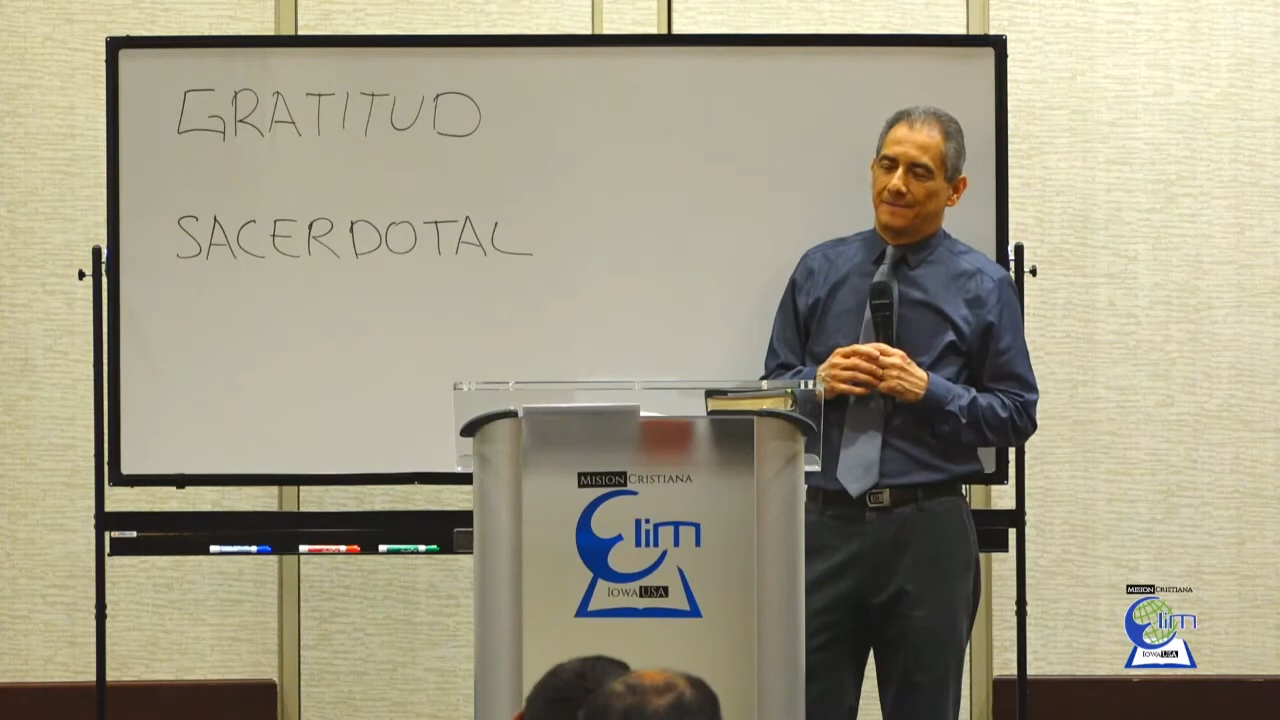 GRATITUD
SACERDOTAL
MISION CRISTIANA
Elim
IOWA USA
MISION CRISTIANA
Elim
IOWA USA